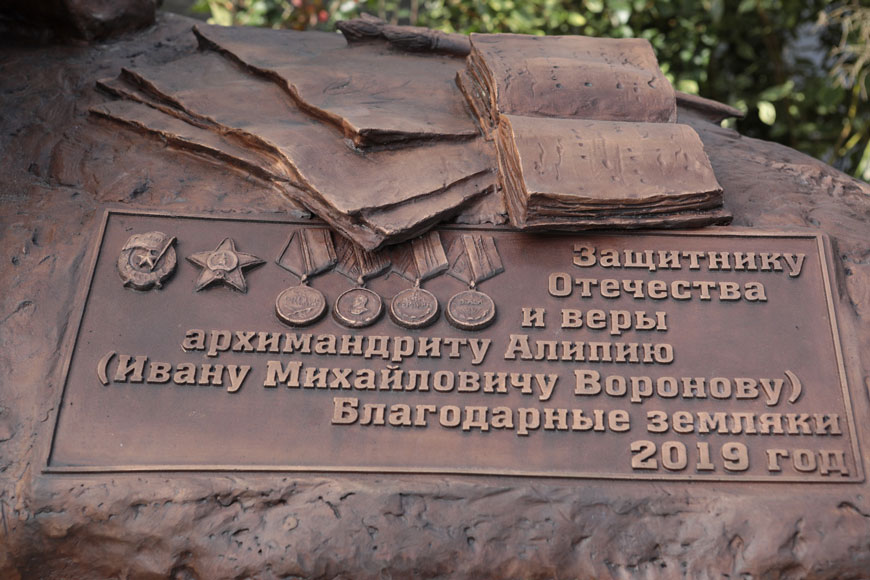 Защитнику
Отечества
и веры
архимандриту Алипию
(Ивану Михайловичу Воронову)
Благодарные земляки
2019 год